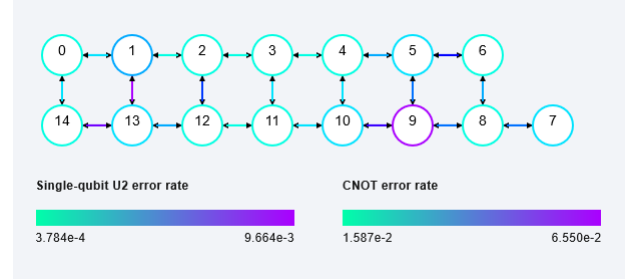 0 1 2 3 4 5 6
14 13 12 11 10 9 8 7
Single-qubit U2 error rate CNOT error rate
3.784e-4 9.664e-3 1.587e-2 6.550e-2